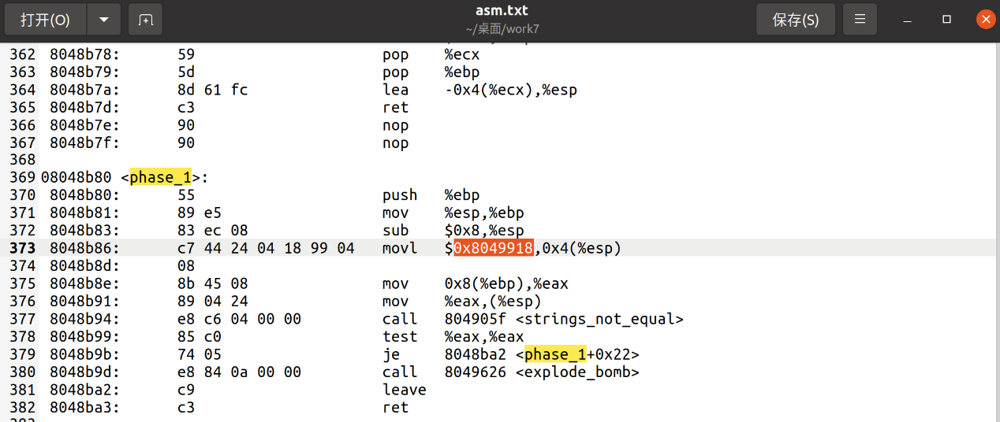 打开(O)
asm.txt
~/桌面/work7
保存(S)
362 8048b78: 59 pop %ecx
363 8048b79: 5d pop %ebp
364 8048b7a: 8d 61 fc lea -0x4(%ecx),%esp
365 8048b7d: c3 ret
366 8048b7e: 90 nop
367 8048b7f: 90 nop
368
369 08048b80 <phase_1>:
370 8048b80: 55 push %ebp
371 8048b81: 89 e5 mov %esp,%ebp
372 8048b83: 83 ec 08 sub $0x8,%esp
373 8048b86: c7 44 24 04 18 99 04 movl $0x8049918,0x4(%esp)
374 8048b8d: 08
375 8048b8e: 8b 45 08 mov 0x8(%ebp),%eax
376 8048b91: 89 04 24 mov %eax,(%esp)
377 8048b94: e8 c6 04 00 00 call 804905f <strings_not_equal>
378 8048b99: 85 c0 test %eax,%eax
379 8048b9b: 74 05 je 8048ba2 <phase_1+0x22>
380 8048b9d: e8 84 0a 00 00 call 8049626 <explode_bomb>
381 8048ba2: c9 leave
382 8048ba3: c3 ret